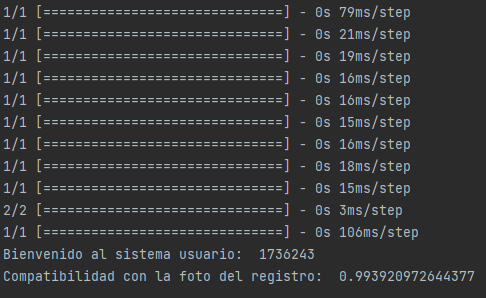 1/1 [==============================] - 0s 79ms/step
1/1 [==============================] - 0s 21ms/step
1/1 [==============================] - 0s 19ms/step
1/1 [==============================] - 0s 16ms/step
1/1 [==============================] - 0s 16ms/step
1/1 [==============================] - 0s 15ms/step
1/1 [==============================] - 0s 16ms/step
1/1 [==============================] - 0s 18ms/step
1/1 [==============================] - 0s 15ms/step
2/2 [==============================] - 0s 3ms/step
1/1 [==============================] - 0s 106ms/step
Bienvenido al sistema usuario:  1736243
Compatibilidad con la foto del registro:  0.993920972644377